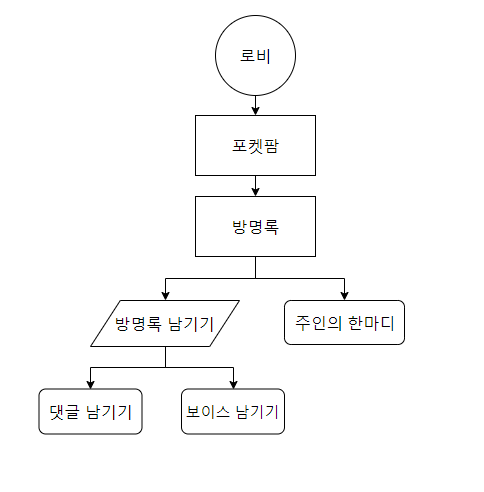 로비
포켓팜
방명록
방명록 남기기
주인의 한마디
댓글 남기기
보이스 남기기